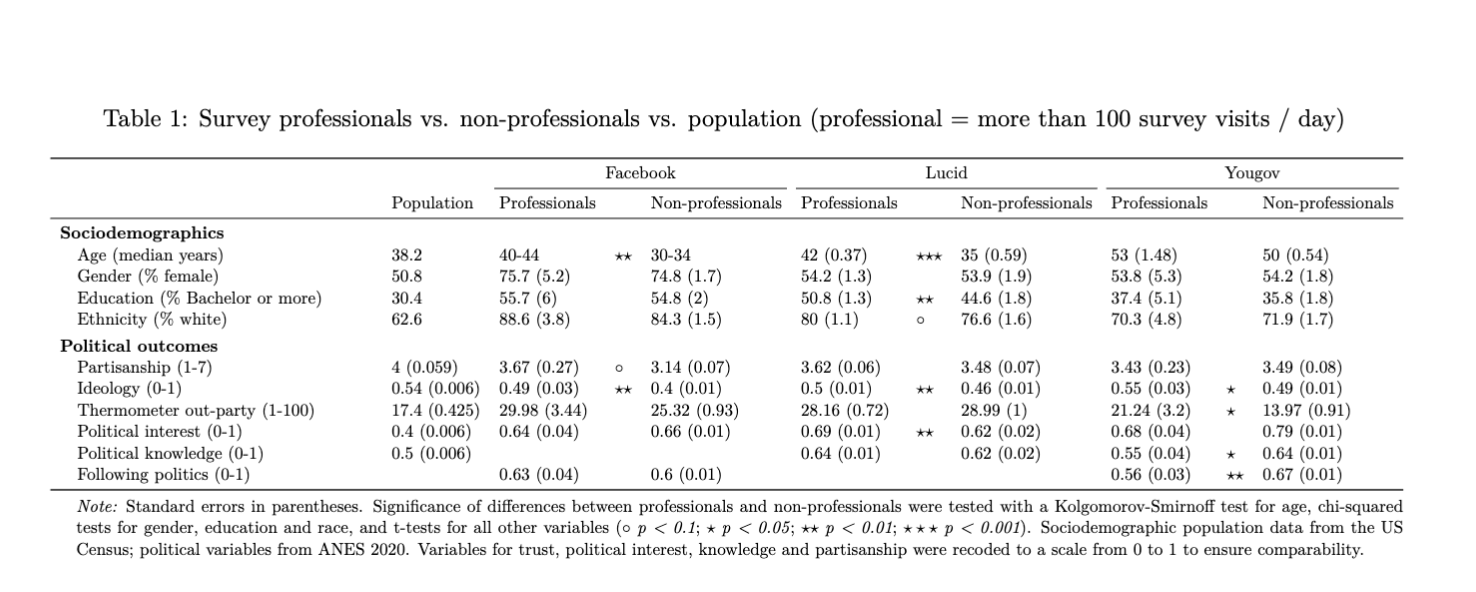 Table 1: Survey professionals vs. non-professionals vs. population (professional = more than 100 survey visits / day)
Facebook Lucid Yougov
Population Professionals Non-professionals Professionals Non-professionals Professionals Non-professionals
Sociodemographics
Age (median years) 38.2 40-44 ⋆⋆ 30-34 42 (0.37) ⋆⋆⋆ 35 (0.59) 53 (1.48) 50 (0.54)
Gender (% female) 50.8 75.7 (5.2) 74.8 (1.7) 54.2 (1.3) 53.9 (1.9) 53.8 (5.3) 54.2 (1.8)
Education (% Bachelor or more) 30.4 55.7 (6) 54.8 (2) 50.8 (1.3) ⋆⋆ 44.6 (1.8) 37.4 (5.1) 35.8 (1.8)
Ethnicity (% white) 62.6 88.6 (3.8) 84.3 (1.5) 80 (1.1) ○ 76.6 (1.6) 70.3 (4.8) 71.9 (1.7)
Political outcomes
Partisanship (1-7) 4 (0.059) 3.67 (0.27) ○ 3.14 (0.07) 3.62 (0.06) 3.48 (0.07) 3.43 (0.23) 3.49 (0.08)
Ideology (0-1) 0.54 (0.006) 0.49 (0.03) ⋆⋆ 0.4 (0.01) 0.5 (0.01) ⋆⋆ 0.46 (0.01) 0.55 (0.03) ⋆ 0.49 (0.01)
Thermometer out-party (1-100) 17.4 (0.425) 29.98 (3.44) 25.32 (0.93) 28.16 (0.72) 28.99 (1) 21.24 (3.2) ⋆ 13.97 (0.91)
Political interest (0-1) 0.4 (0.006) 0.64 (0.04) 0.66 (0.01) 0.69 (0.01) ⋆⋆ 0.62 (0.02) 0.68 (0.04) 0.79 (0.01)
Political knowledge (0-1) 0.5 (0.006) 0.64 (0.01) 0.62 (0.02) 0.55 (0.04) ⋆ 0.64 (0.01)
Following politics (0-1) 0.63 (0.04) 0.6 (0.01) 0.56 (0.03) ⋆⋆ 0.67 (0.01)
Note: Standard errors in parentheses. Significance of differences between professionals and non-professionals were tested with a Kolgomorov-Smirnoff test for age, chi-squared
tests for gender, education and race, and t-tests for all other variables (○ p < 0.1; ⋆ p < 0.05; ⋆⋆ p < 0.01; ⋆⋆⋆ p < 0.001). Sociodemographic population data from the US
Census; political variables from ANES 2020. Variables for trust, political interest, knowledge and partisanship were recoded to a scale from 0 to 1 to ensure comparability.